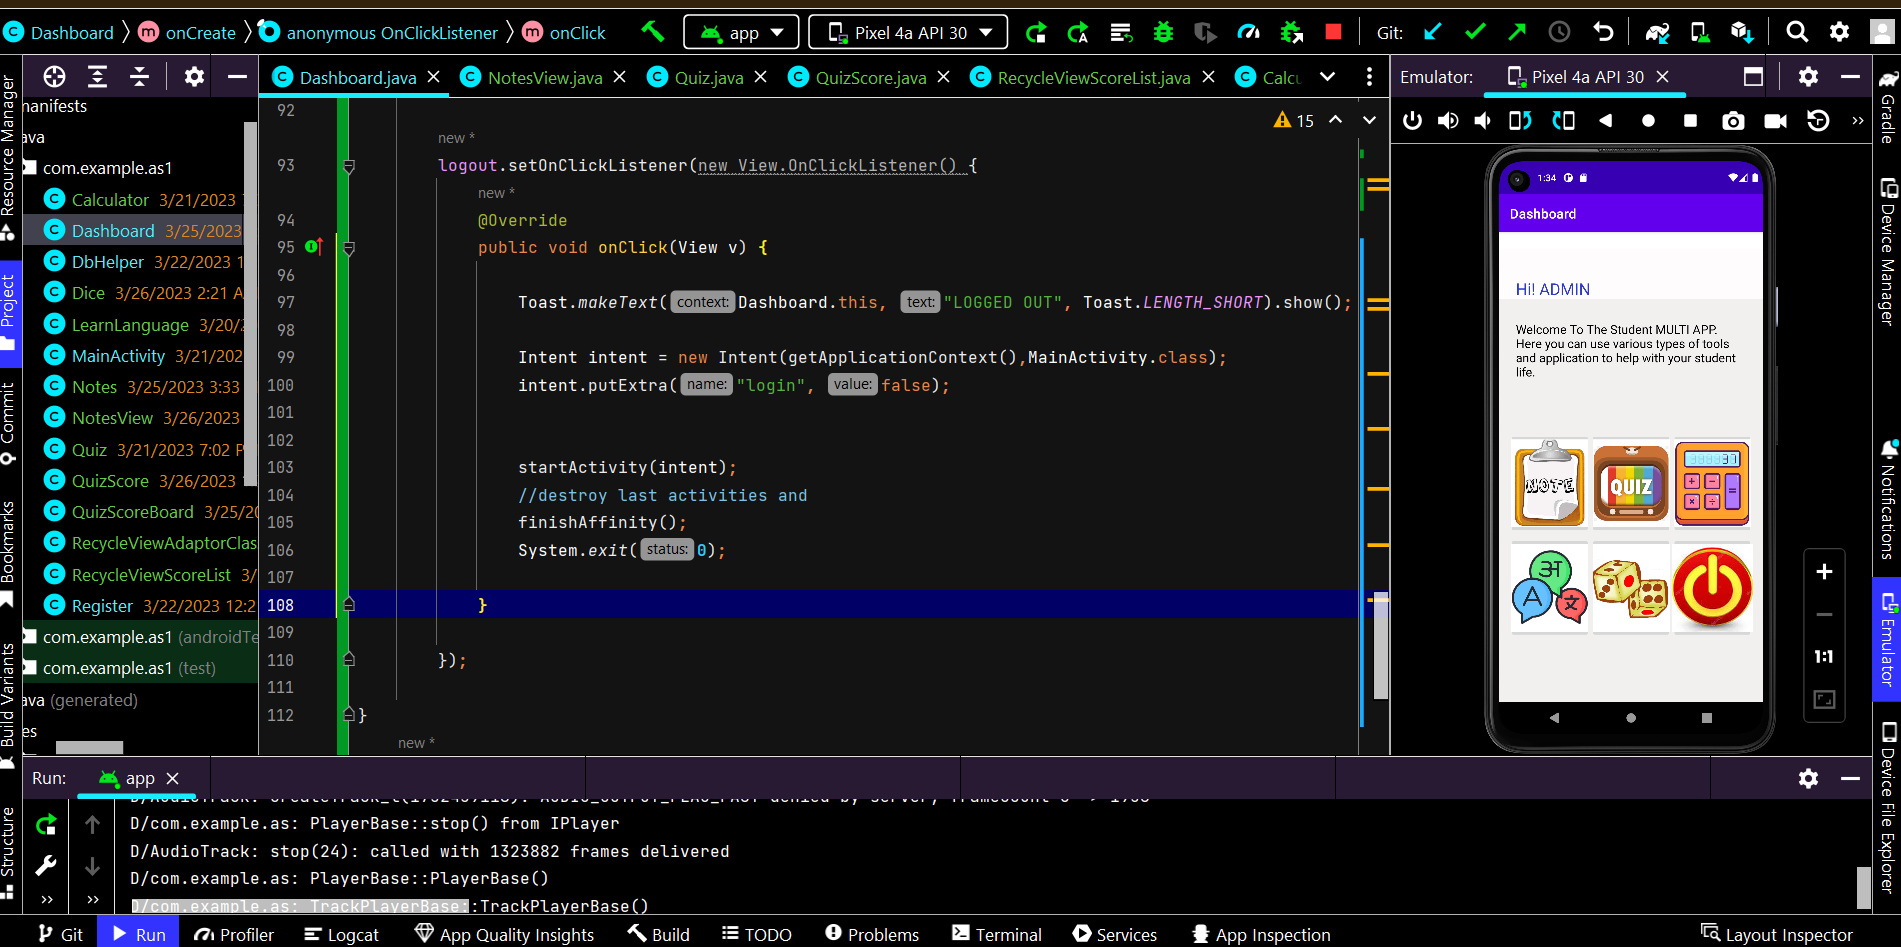 Dashboard onCreate anonymous OnClickListener onClick app Pixel 4a API 30 Git:
Dashboard.java NotesView.java Quiz.java QuizScore.java RecycleViewScoreList.java Calcu
Emulator: Pixel 4a API 30
Resource Manager
Project
Commit
Bookmarks
Build Variants
Structure
manifests
java
com.example.as1
Calculator 3/21/2023
Dashboard 3/25/2023
DbHelper 3/22/2023 1
Dice 3/26/2023 2:21 A
LearnLanguage 3/20/2
MainActivity 3/21/202
Notes 3/25/2023 3:33
NotesView 3/26/2023
Quiz 3/21/2023 7:02 P
QuizScore 3/26/2023
QuizScoreBoard 3/25/20
RecycleViewAdaptorClas
RecycleViewScoreList 3/
Register 3/22/2023 12:2
com.example.as1 (androidTe
com.example.as1 (test)
java (generated)
es
15
92
new *
93 logout.setOnClickListener(new View.OnClickListener() {
new *
94 @Override
95 public void onClick(View v) {
96
97 Toast.makeText(context: Dashboard.this, text: "LOGGED OUT", Toast.LENGTH_SHORT).show();
98
99 Intent intent = new Intent(getApplicationContext(),MainActivity.class);
100 intent.putExtra(name: "login", value: false);
101
102
103 startActivity(intent);
104 //destroy last activities and
105 finishAffinity();
106 System.exit(status: 0);
107
108 }
109
110 });
111
112 }
new *
1:34
Dashboard
Hi! ADMIN
Welcome To The Student MULTI APP.
Here you can use various types of tools
and application to help with your student
life.
NOTE
QUIZ
37
अ
A
文
1:1
Gradle
Device Manager
Notifications
Emulator
Device File Explorer
Run: app
D/com.example.as: PlayerBase::stop() from IPlayer
D/AudioTrack: stop(24): called with 1323882 frames delivered
D/com.example.as: PlayerBase::PlayerBase()
D/com.example.as: TrackPlayerBase::TrackPlayerBase()
Git Run Profiler Logcat App Quality Insights Build TODO Problems Terminal Services App Inspection Layout Inspector